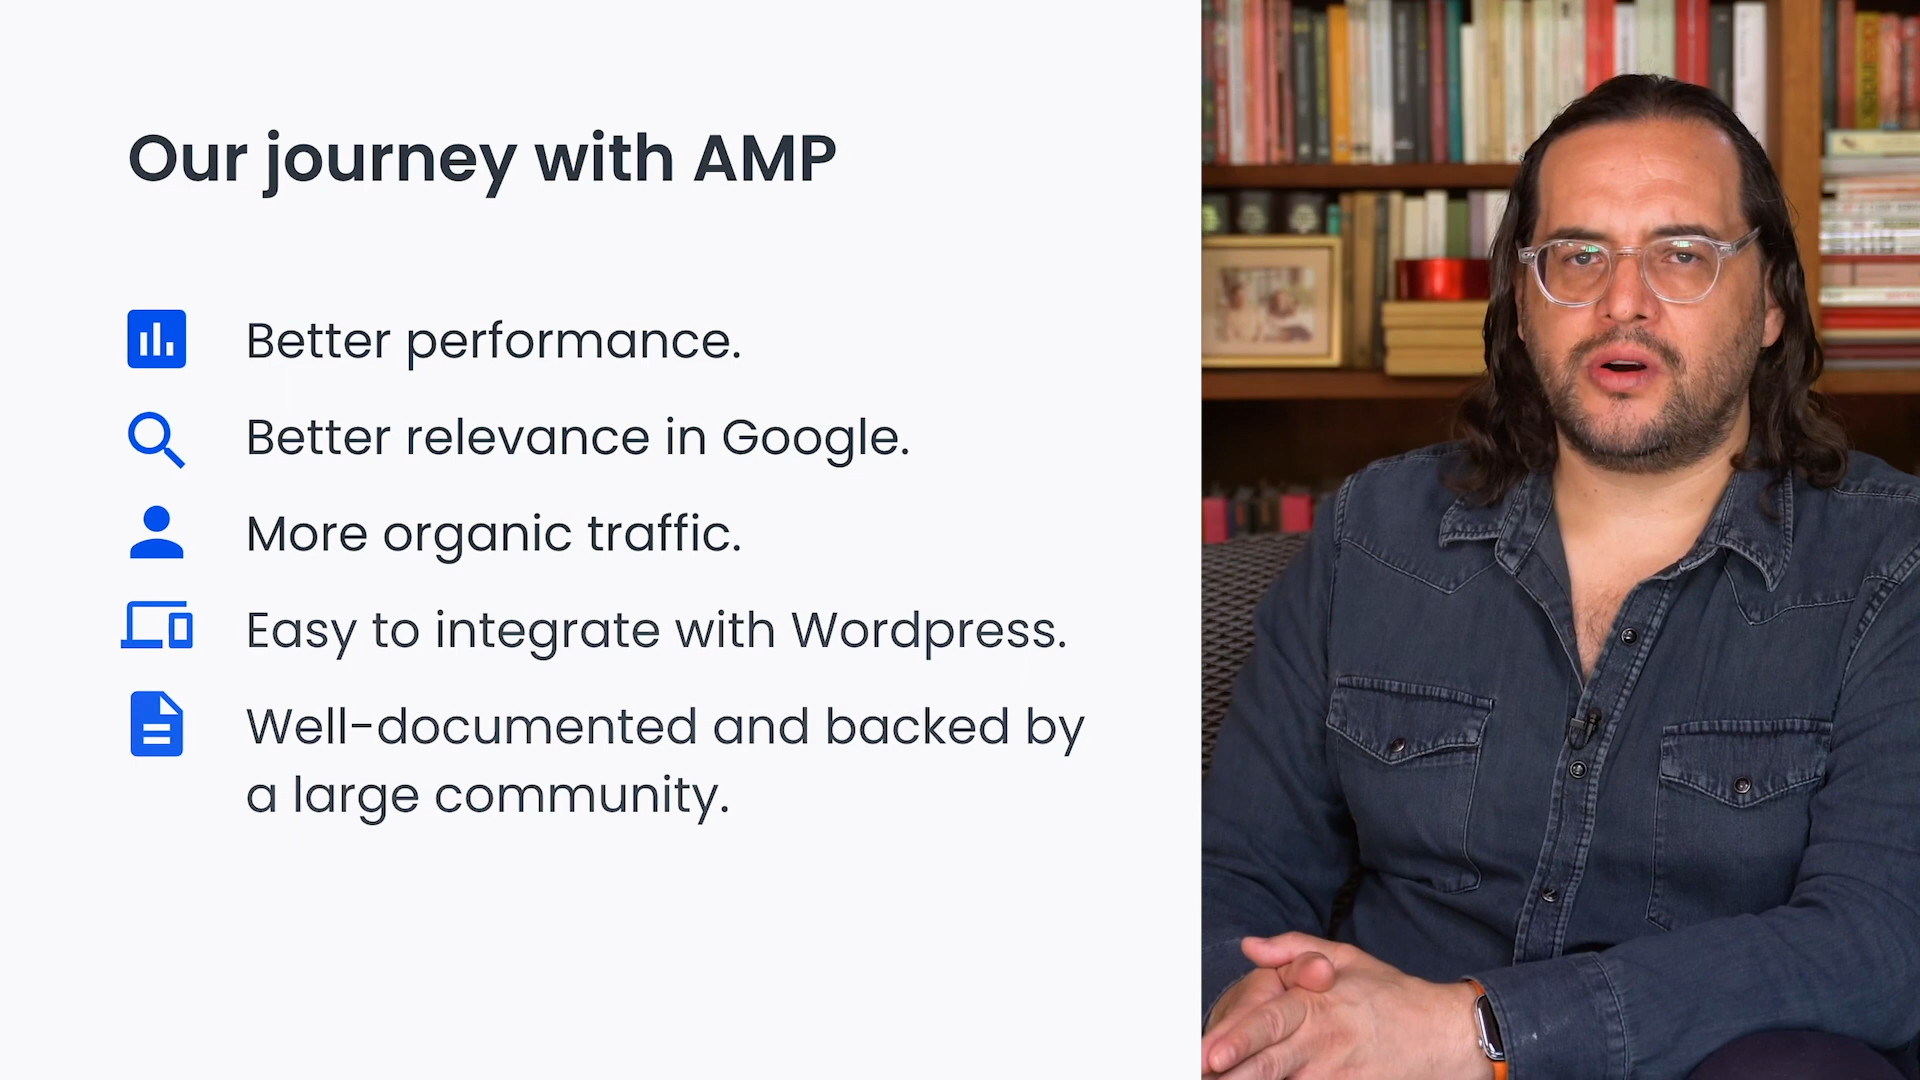 Our journey with AMP
Better performance.
Better relevance in Google.
More organic traffic.
Easy to integrate with Wordpress.
Well-documented and backed by
a large community.